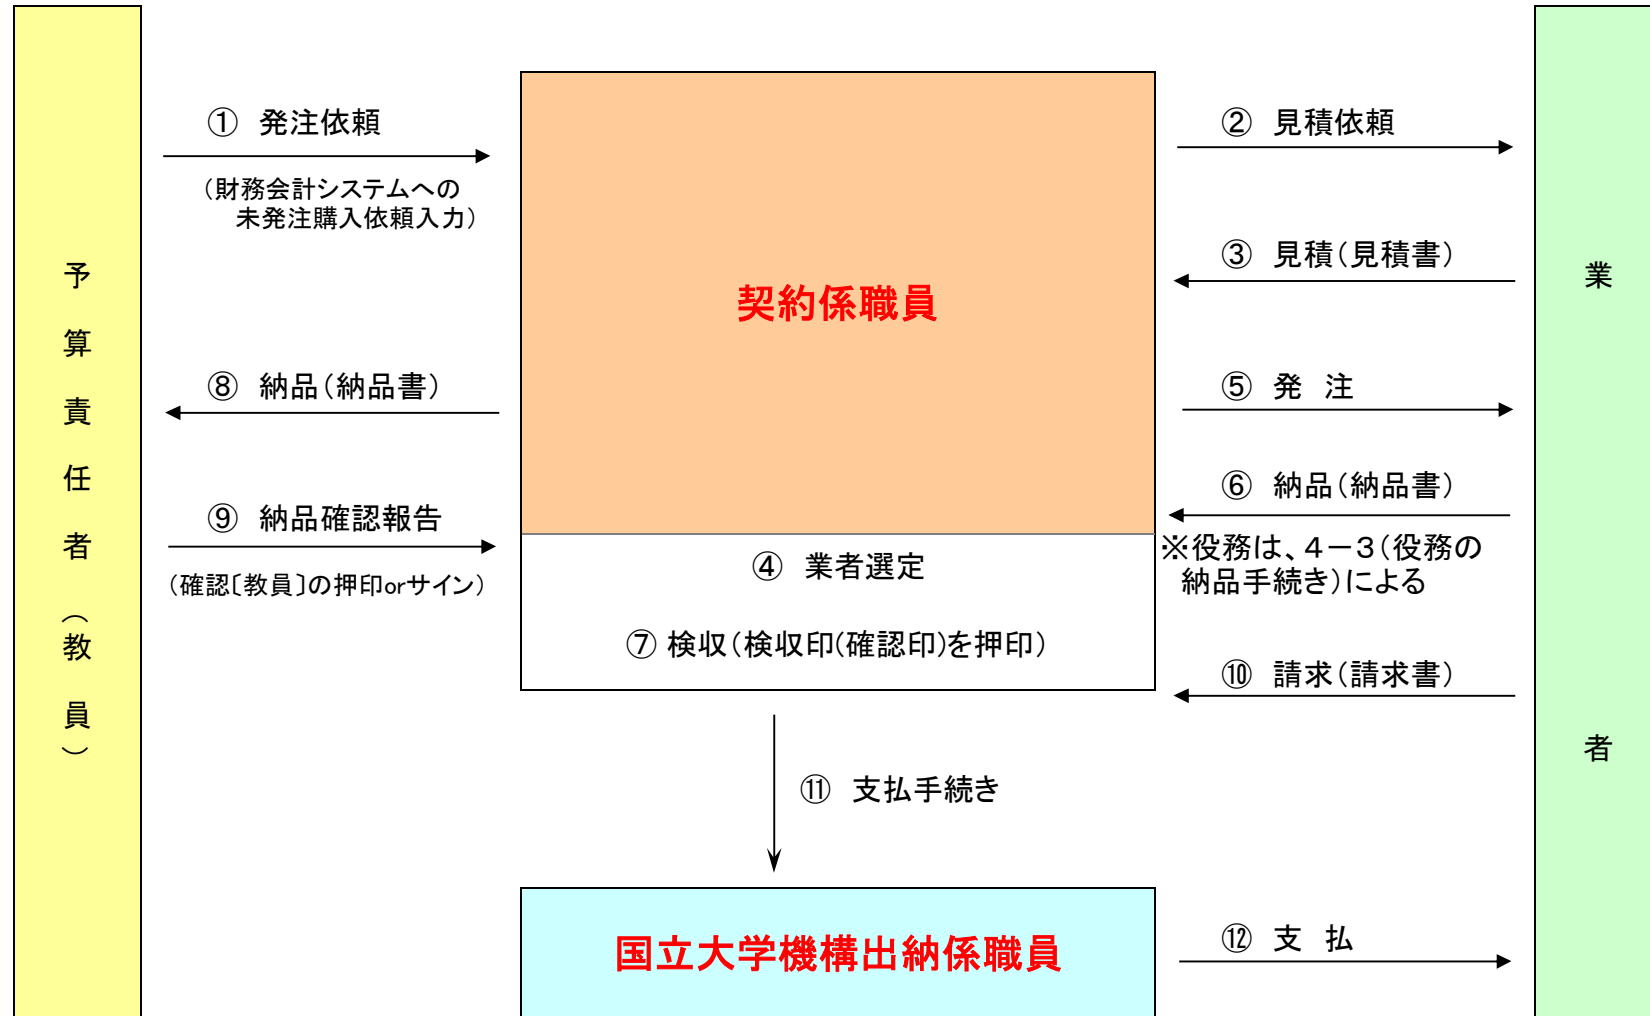 予算責任者（教員）
① 発注依頼
（財務会計システムへの
未発注購入依頼入力）
⑧ 納品（納品書）
⑨ 納品確認報告
（確認〔教員〕の押印orサイン）
契約係職員
④ 業者選定
⑦ 検収（検収印(確認印)を押印）
⑪ 支払手続き
国立大学機構出納係職員
② 見積依頼
③ 見積（見積書）
⑤ 発 注
⑥ 納品（納品書）
※役務は、４－３（役務の
納品手続き）による
⑩ 請求（請求書）
⑫ 支 払
業者